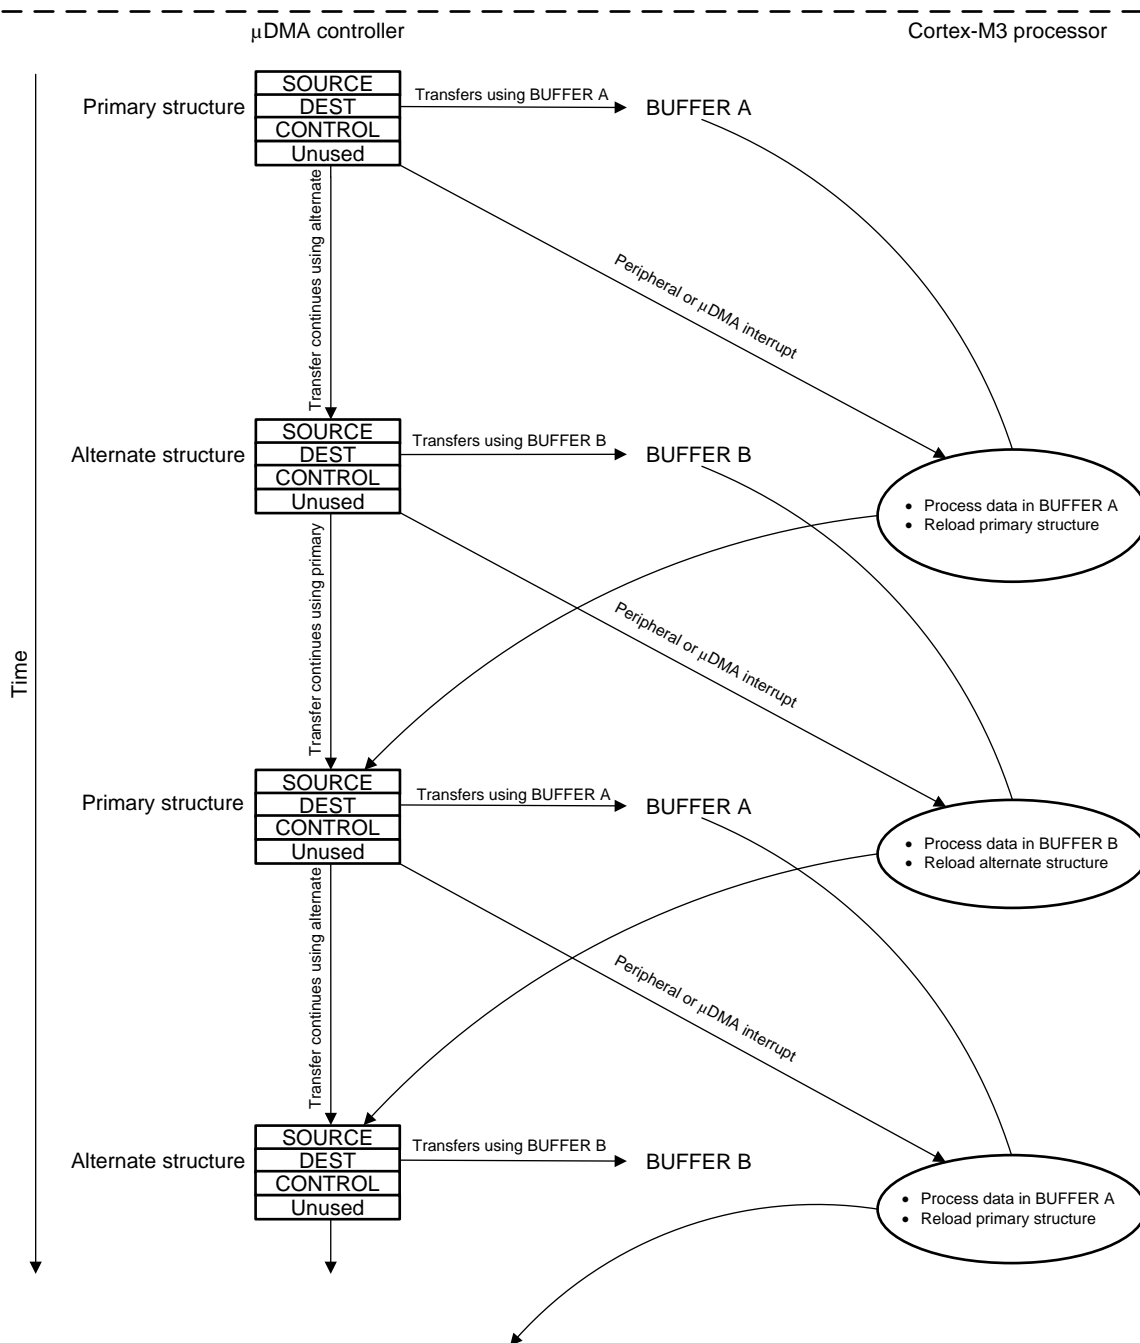 μDMA controller
Cortex-M3 processor
Primary structure
SOURCE
DEST
CONTROL
Unused
Transfers using BUFFER A
BUFFER A
Transfer continues using alternate
Peripheral or μDMA interrupt
Alternate structure
SOURCE
DEST
CONTROL
Unused
Transfers using BUFFER B
BUFFER B
• Process data in BUFFER A
• Reload primary structure
Transfer continues using primary
Peripheral or μDMA interrupt
Time
Primary structure
SOURCE
DEST
CONTROL
Unused
Transfers using BUFFER A
BUFFER A
• Process data in BUFFER B
• Reload alternate structure
Transfer continues using alternate
Peripheral or μDMA interrupt
Alternate structure
SOURCE
DEST
CONTROL
Unused
Transfers using BUFFER B
BUFFER B
• Process data in BUFFER A
• Reload primary structure